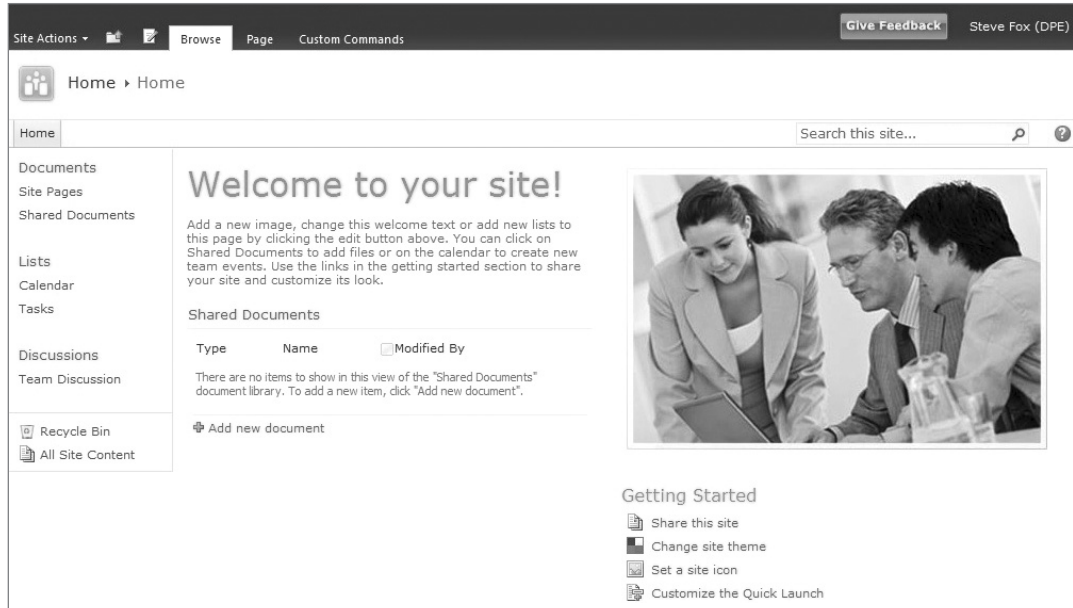 Site Actions
Browse
Page
Custom Commands
Give Feedback
Steve Fox (DPE)
Home ▸ Home
Home
Search this site...
Documents
Site Pages
Shared Documents
Lists
Calendar
Tasks
Discussions
Team Discussion
Recycle Bin
All Site Content
Welcome to your site!
Add a new image, change this welcome text or add new lists to
this page by clicking the edit button above. You can click on
Shared Documents to add files or on the calendar to create new
team events. Use the links in the getting started section to share
your site and customize its look.
Shared Documents
Type Name Modified By
There are no items to show in this view of the "Shared Documents"
document library. To add a new item, click "Add new document".
Add new document
Getting Started
Share this site
Change site theme
Set a site icon
Customize the Quick Launch